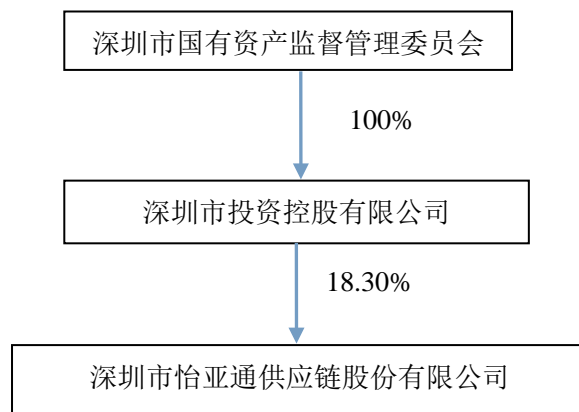 深圳市国有资产监督管理委员会
100%
深圳市投资控股有限公司
18.30%
深圳市怡亚通供应链股份有限公司